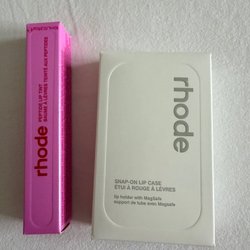 rhode
PEPTIDE LIP TINT
BAUME À LÈVRES TEINTÉ AUX PEPTIDES
rhode
SNAP-ON LIP CASE
ÉTUI À ROUGE À LÈVRES
lip holder with MagSafe
support de tube avec Magsafe